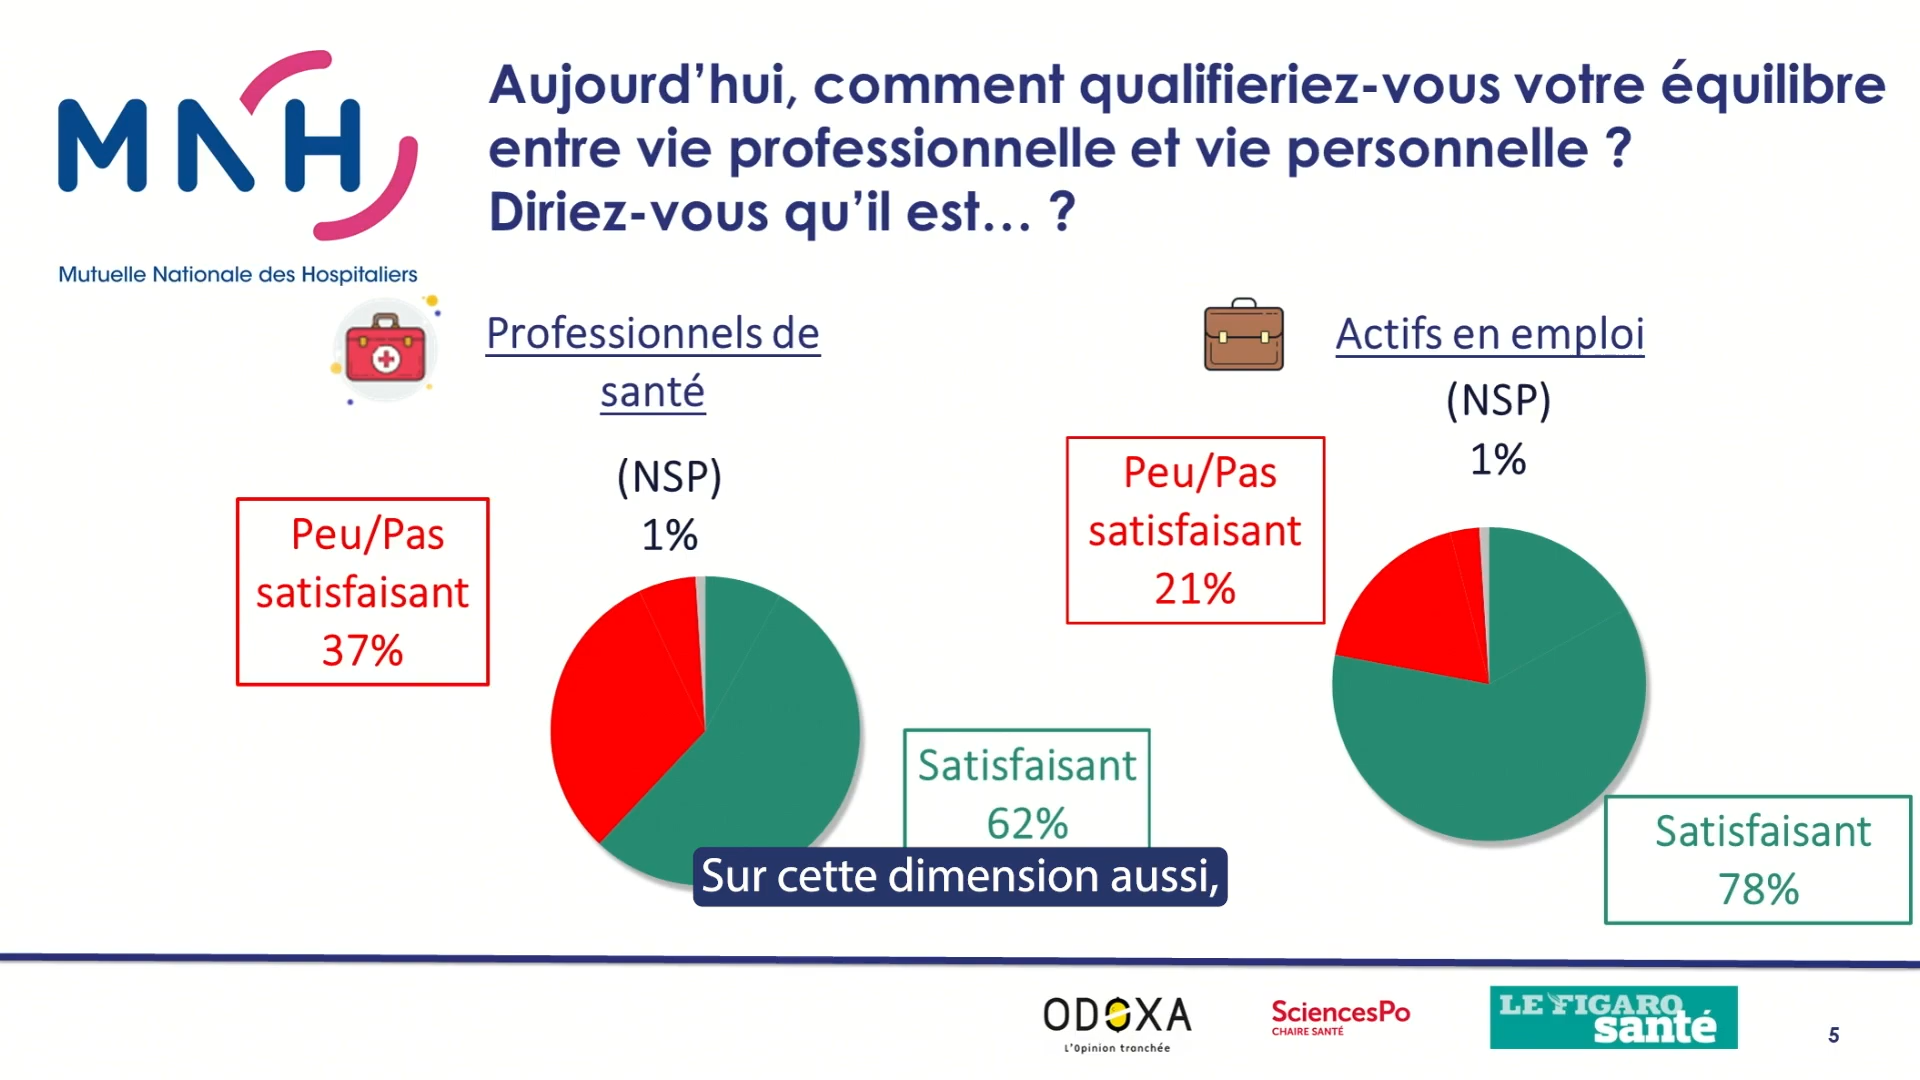 MNH
Mutuelle Nationale des Hospitaliers
Aujourd’hui, comment qualifieriez-vous votre équilibre
entre vie professionnelle et vie personnelle ?
Diriez-vous qu’il est… ?
Professionnels de
santé
(NSP)
1%
Peu/Pas
satisfaisant
37%
Satisfaisant
62%
Actifs en emploi
(NSP)
1%
Peu/Pas
satisfaisant
21%
Satisfaisant
78%
Sur cette dimension aussi,
ODOXA
L’Opinion tranchée
SciencesPo
CHAIRE SANTÉ
LE FIGARO
santé
5